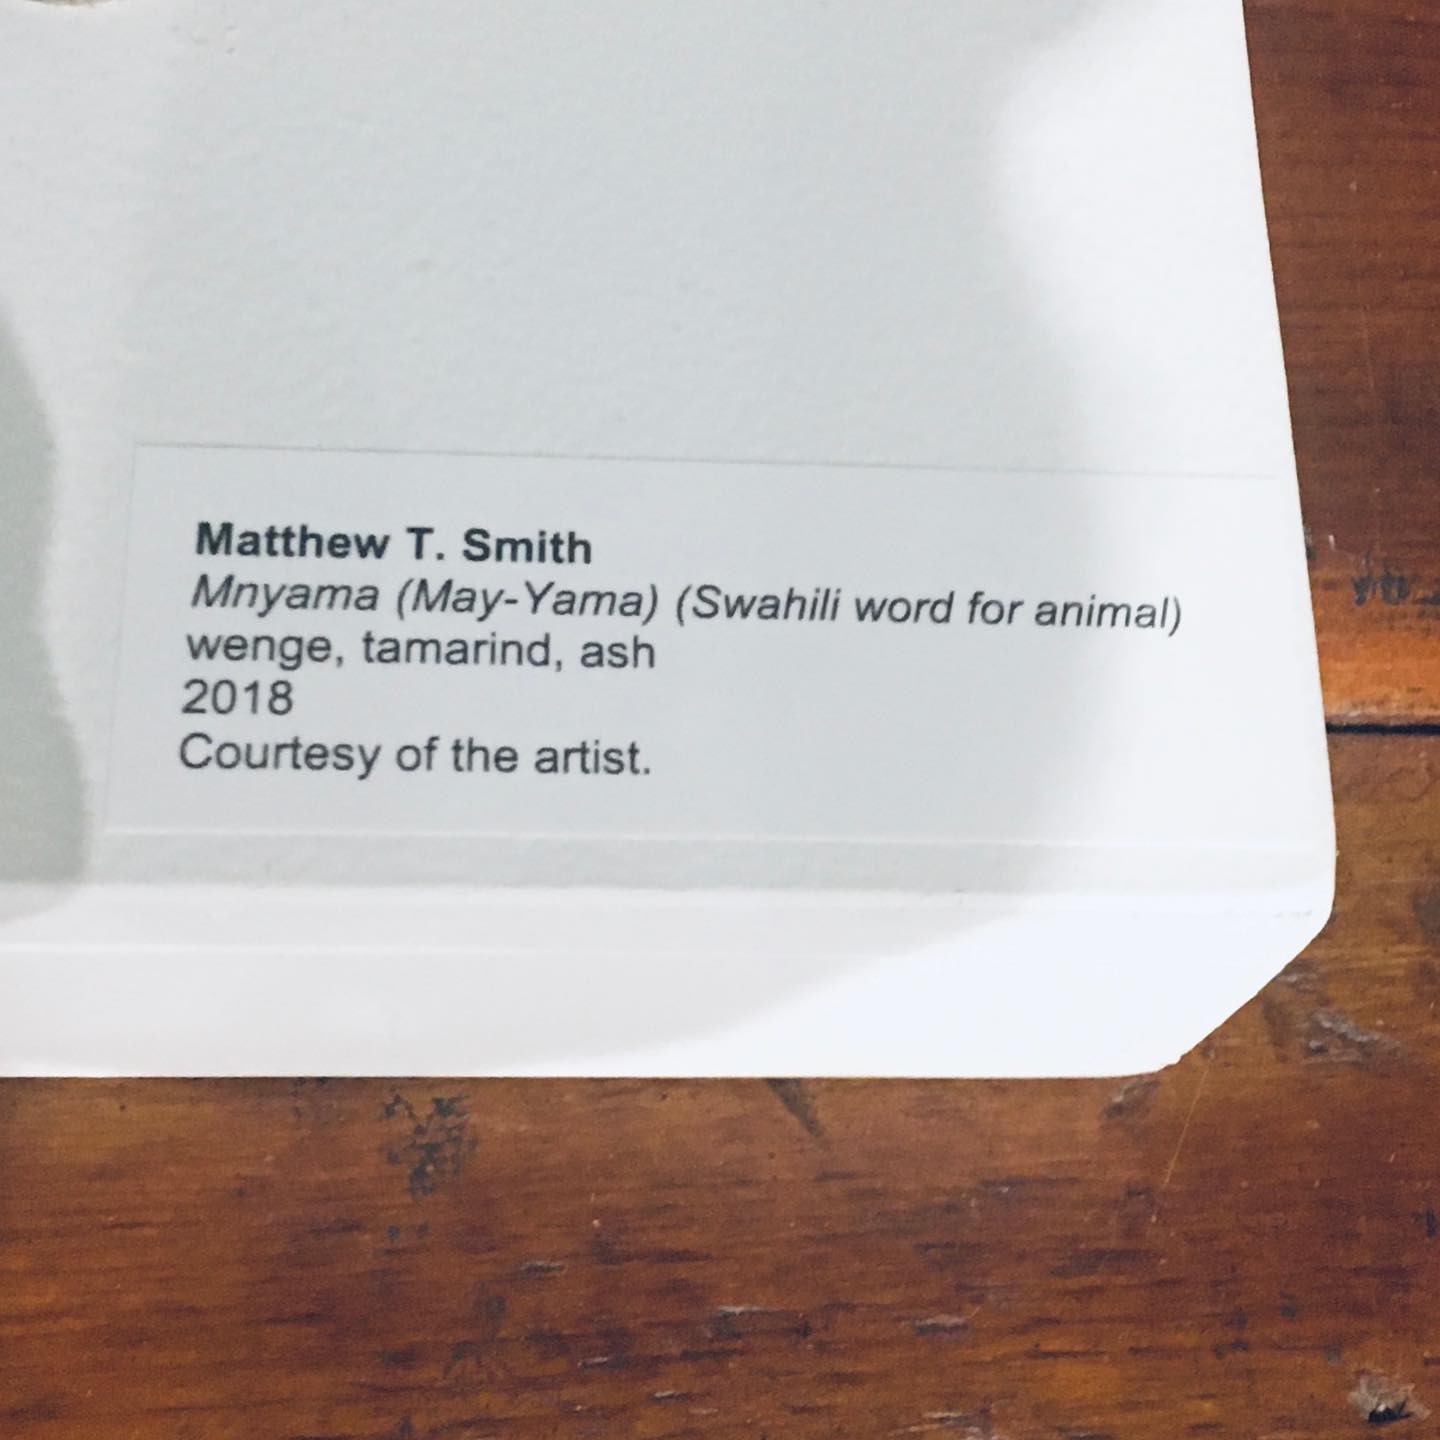 Matthew T. Smith
Mnyama (May-Yama) (Swahili word for animal)
wenge, tamarind, ash
2018
Courtesy of the artist.